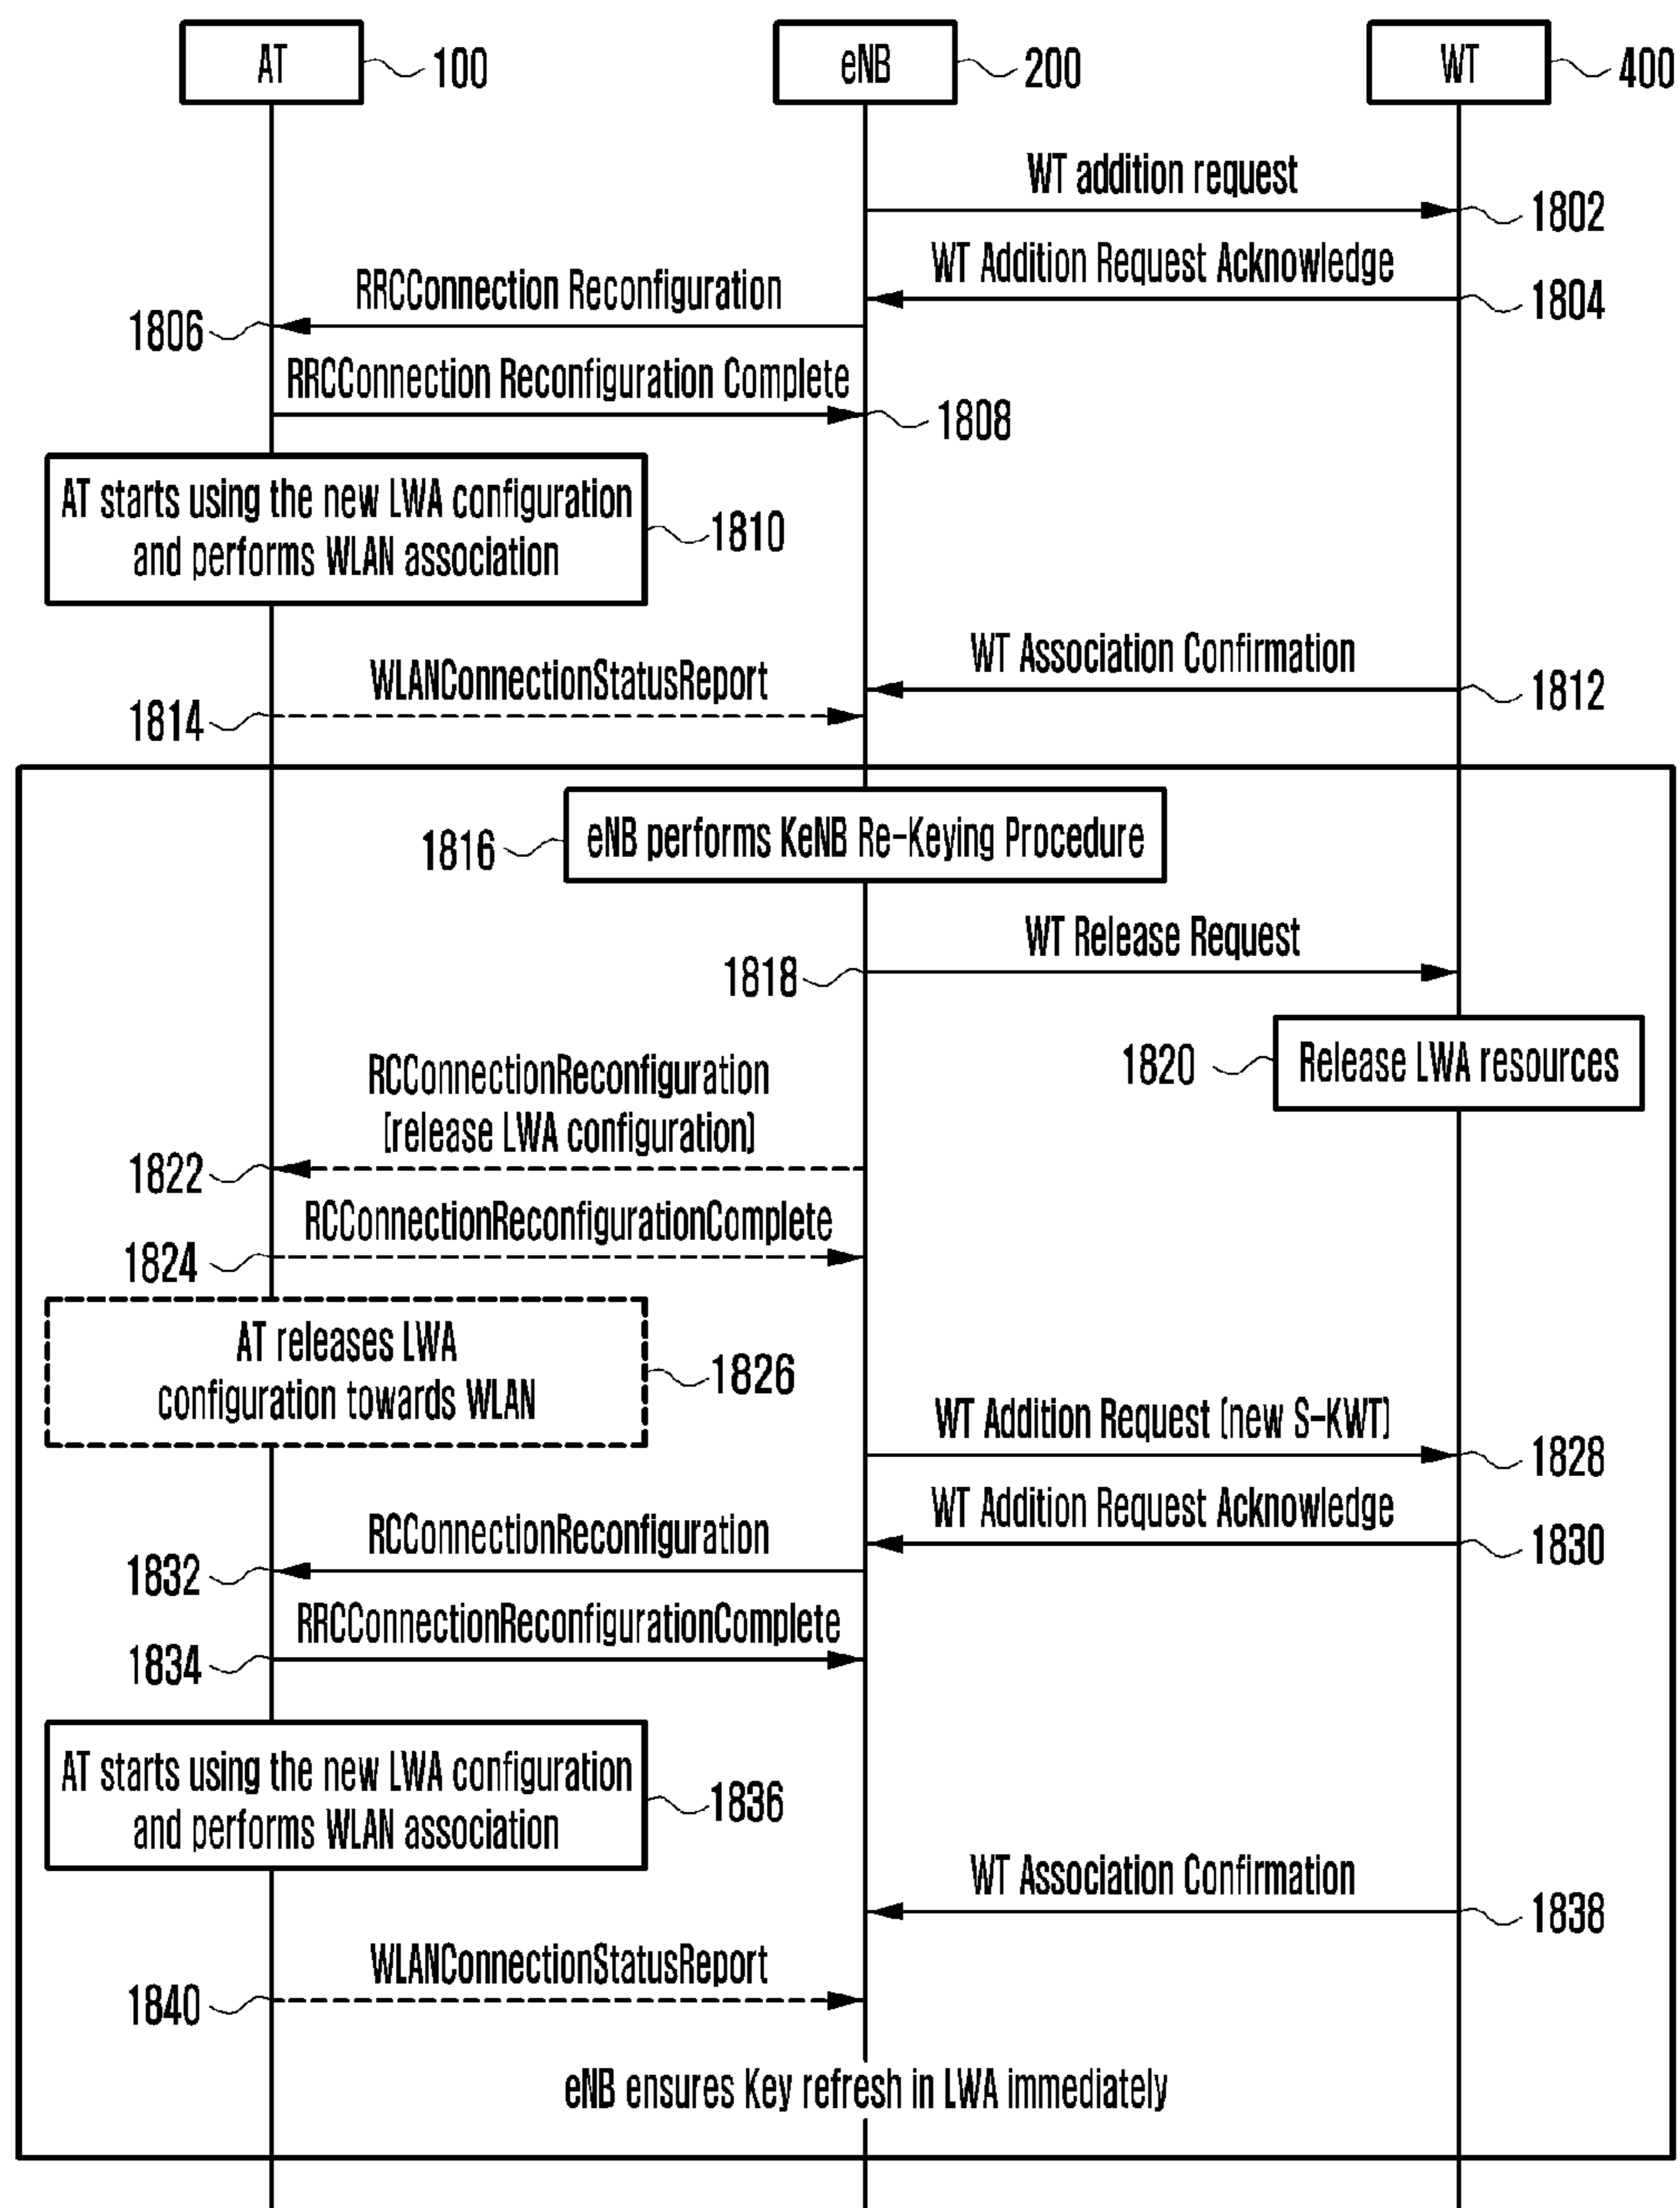 AT
100
eNB
200
WT
400
WT addition request
1802
WT Addition Request Acknowledge
1804
RRCConnection Reconfiguration
1806
RRCConnection Reconfiguration Complete
1808
AT starts using the new LWA configuration
and performs WLAN association
1810
WT Association Confirmation
1812
WLANConnectionStatusReport
1814
eNB performs KeNB Re-Keying Procedure
1816
WT Release Request
1818
Release LWA resources
1820
RCConnectionReconfiguration
(release LWA configuration)
1822
RCConnectionReconfigurationComplete
1824
AT releases LWA
configuration towards WLAN
1826
WT Addition Request (new S-KWT)
1828
WT Addition Request Acknowledge
1830
RCConnectionReconfiguration
1832
RRCConnectionReconfigurationComplete
1834
AT starts using the new LWA configuration
and performs WLAN association
1836
WT Association Confirmation
1838
WLANConnectionStatusReport
1840
eNB ensures Key refresh in LWA immediately